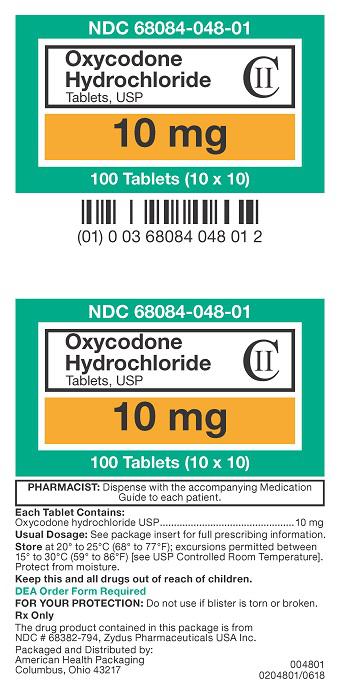 NDC 68084-048-01
Oxycodone
Hydrochloride
Tablets, USP
CII
10 mg
100 Tablets (10 x 10)
(01) 0 03 68084 048 01 2
NDC 68084-048-01
Oxycodone
Hydrochloride
Tablets, USP
CII
10 mg
100 Tablets (10 x 10)
PHARMACIST: Dispense with the accompanying Medication
Guide to each patient.
Each Tablet Contains:
Oxycodone hydrochloride USP................................................10 mg
Usual Dosage: See package insert for full prescribing information.
Store at 20° to 25°C (68° to 77°F); excursions permitted between
15° to 30°C (59° to 86°F) [see USP Controlled Room Temperature].
Protect from moisture.
Keep this and all drugs out of reach of children.
DEA Order Form Required
FOR YOUR PROTECTION: Do not use if blister is torn or broken.
Rx Only
The drug product contained in this package is from
NDC # 68382-794, Zydus Pharmaceuticals USA Inc.
Packaged and Distributed by:
American Health Packaging
Columbus, Ohio 43217
004801
0204801/0618